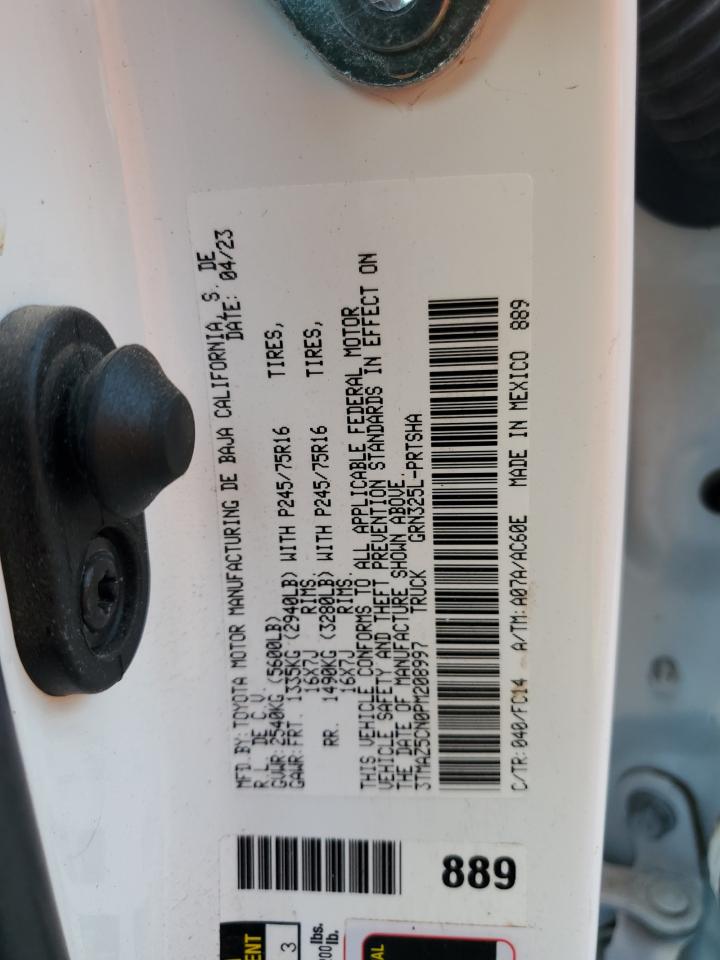 MFD.BY:TOYOTA MOTOR MANUFACTURING DE BAJA CALIFORNIA, S. DE
R.L. DE C.V. DATE: 04/23
GVWR:2540KG (5600LB)
GAWR:FRT. 1335KG (2940LB) WITH P245/75R16 TIRES,
16X7J RIMS.
RR. 1490KG (3280LB) WITH P245/75R16 TIRES,
16X7J RIMS.
THIS VEHICLE CONFORMS TO ALL APPLICABLE FEDERAL MOTOR
VEHICLE SAFETY AND THEFT PREVENTION STANDARDS IN EFFECT ON
THE DATE OF MANUFACTURE SHOWN ABOVE.
3TMAZ5CN0PM208997 TRUCK GRN325L-PRTSHA
C/TR:040/FC14 A/TM:A07A/AC60E MADE IN MEXICO 889
889
3
lbs.